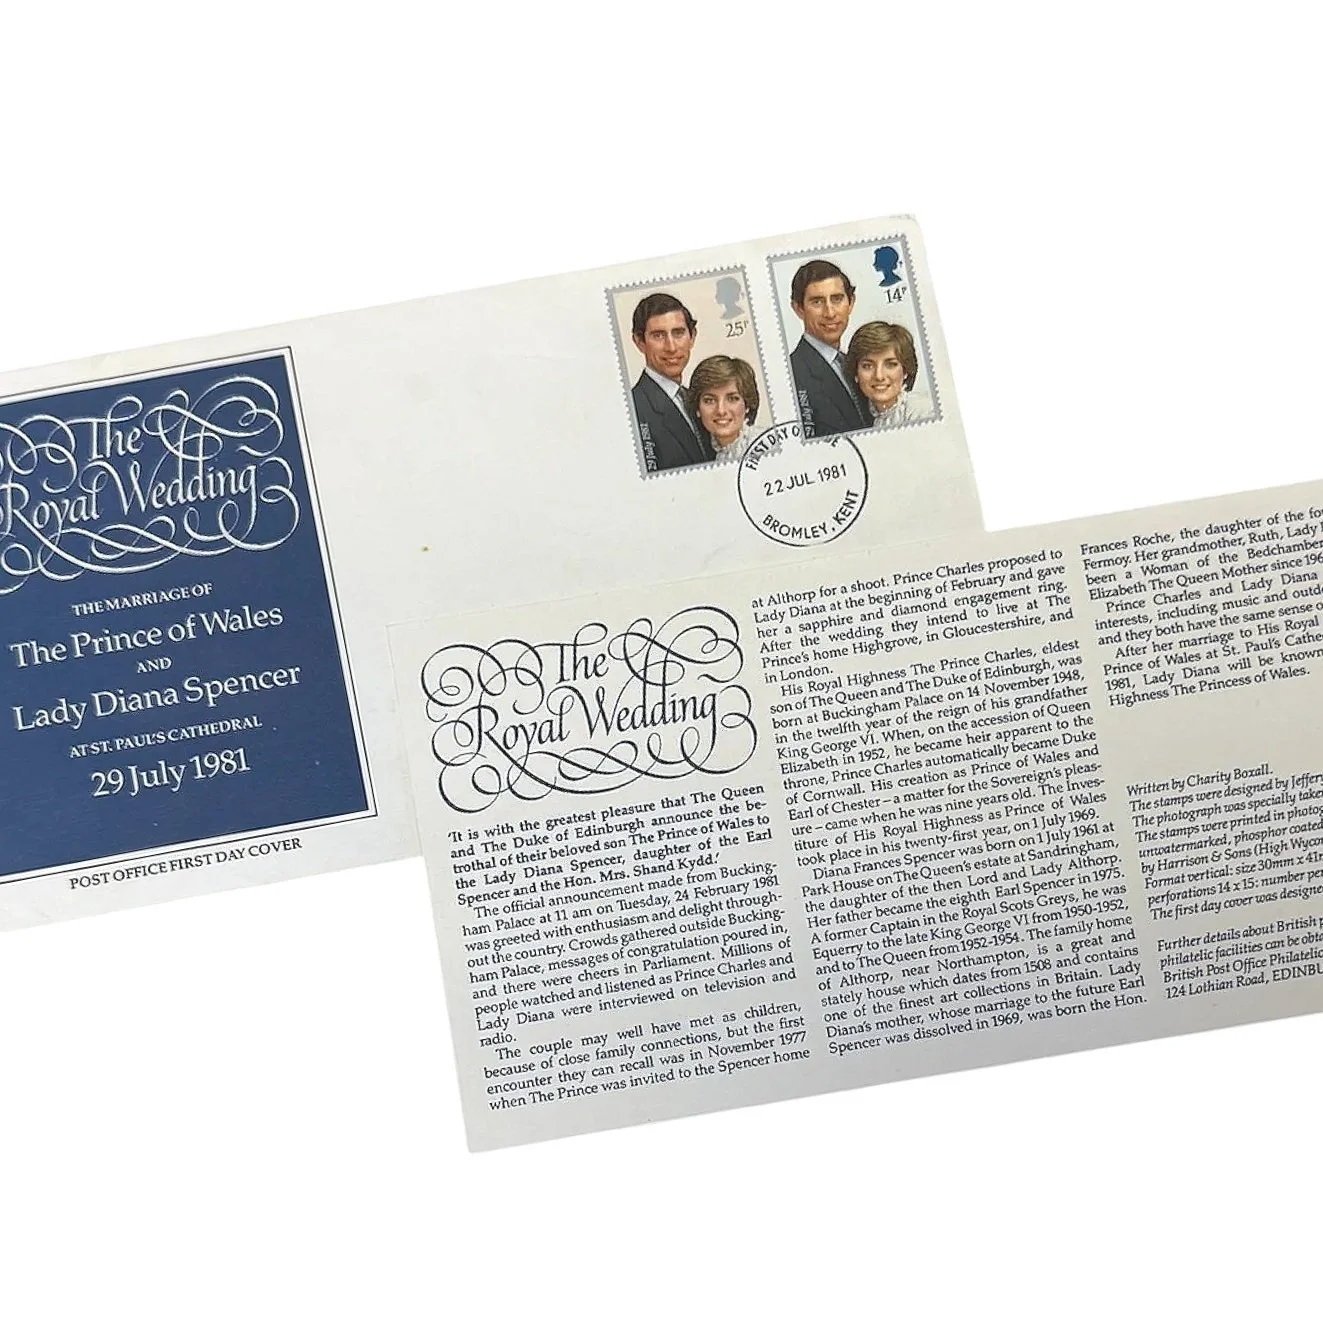 The
Royal Wedding
THE MARRIAGE OF
The Prince of Wales
AND
Lady Diana Spencer
AT ST. PAUL'S CATHEDRAL
29 July 1981
POST OFFICE FIRST DAY COVER
25P
29 July 1981
14P
29 July 1981
FIRST DAY
22 JUL 1981
BROMLEY, KENT
The
Royal Wedding
'It is with the greatest pleasure that The Queen
and The Duke of Edinburgh announce the be-
trothal of their beloved son The Prince of Wales to
the Lady Diana Spencer, daughter of the Earl
Spencer and the Hon. Mrs. Shand Kydd.'
The official announcement made from Bucking-
ham Palace at 11 am on Tuesday, 24 February 1981
was greeted with enthusiasm and delight through-
out the country. Crowds gathered outside Bucking-
ham Palace, messages of congratulation poured in,
and there were cheers in Parliament. Millions of
people watched and listened as Prince Charles and
Lady Diana were interviewed on television and
radio.
The couple may well have met as children,
because of close family connections, but the first
encounter they can recall was in November 1977
when The Prince was invited to the Spencer home
at Althorp for a shoot. Prince Charles proposed to
Lady Diana at the beginning of February and gave
her a sapphire and diamond engagement ring.
After the wedding they intend to live at The
Prince's home Highgrove, in Gloucestershire, and
in London.
His Royal Highness The Prince Charles, eldest
son of The Queen and The Duke of Edinburgh, was
born at Buckingham Palace on 14 November 1948,
in the twelfth year of the reign of his grandfather
King George VI. When, on the accession of Queen
Elizabeth in 1952, he became heir apparent to the
throne, Prince Charles automatically became Duke
of Cornwall. His creation as Prince of Wales and
Earl of Chester – a matter for the Sovereign's pleas-
ure – came when he was nine years old. The Inves-
titure of His Royal Highness as Prince of Wales
took place in his twenty-first year, on 1 July 1969.
Diana Frances Spencer was born on 1 July 1961 at
Park House on The Queen's estate at Sandringham,
the daughter of the then Lord and Lady Althorp.
Her father became the eighth Earl Spencer in 1975.
A former Captain in the Royal Scots Greys, he was
Equerry to the late King George VI from 1950-1952,
and to The Queen from 1952-1954. The family home
of Althorp, near Northampton, is a great and
stately house which dates from 1508 and contains
one of the finest art collections in Britain. Lady
Diana's mother, whose marriage to the future Earl
Spencer was dissolved in 1969, was born the Hon.
Frances Roche, the daughter of the
Fermoy. Her grandmother, Ruth, Lady
been a Woman of the Bedchamber
Elizabeth The Queen Mother since
Prince Charles and Lady Diana
interests, including music and
and they both have the same sense
After her marriage to His Royal
Prince of Wales at St. Paul's
1981, Lady Diana will be known
Highness The Princess of Wales.
Written by Charity Boxall.
The stamps were designed by
The photograph was specially
The stamps were printed in
unwatermarked, phosphor coated
by Harrison & Sons (High
Format vertical: size 30mm x
perforations 14 x 15: number
The first day cover was
Further details about British
philatelic facilities can be
British Post Office
124 Lothian Road,